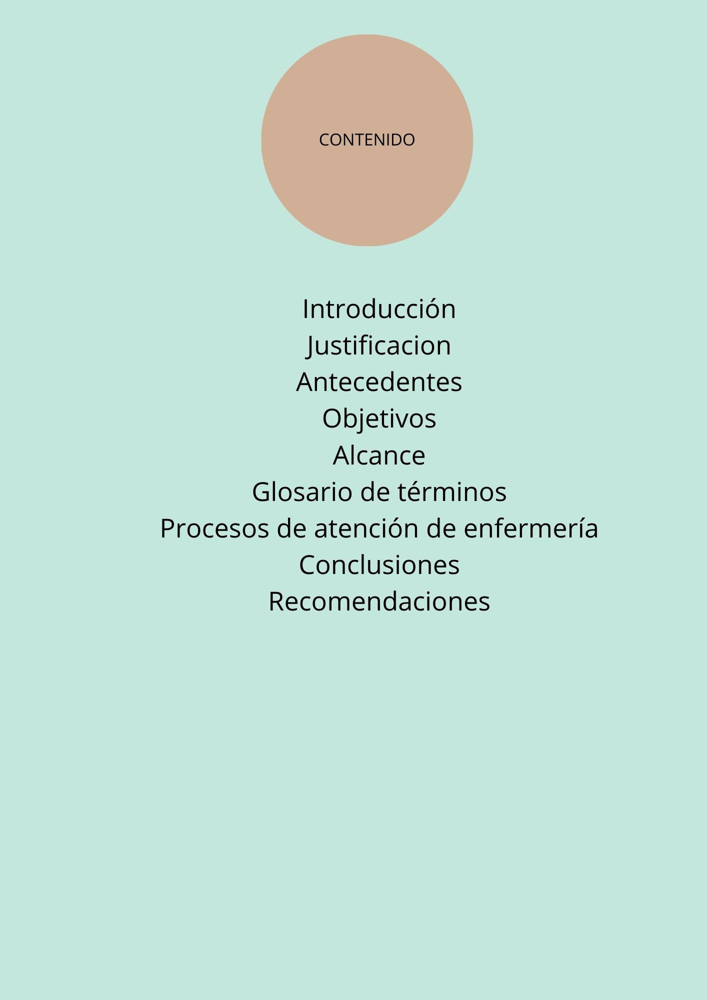 CONTENIDO
Introducción
Justificacion
Antecedentes
Objetivos
Alcance
Glosario de términos
Procesos de atención de enfermería
Conclusiones
Recomendaciones